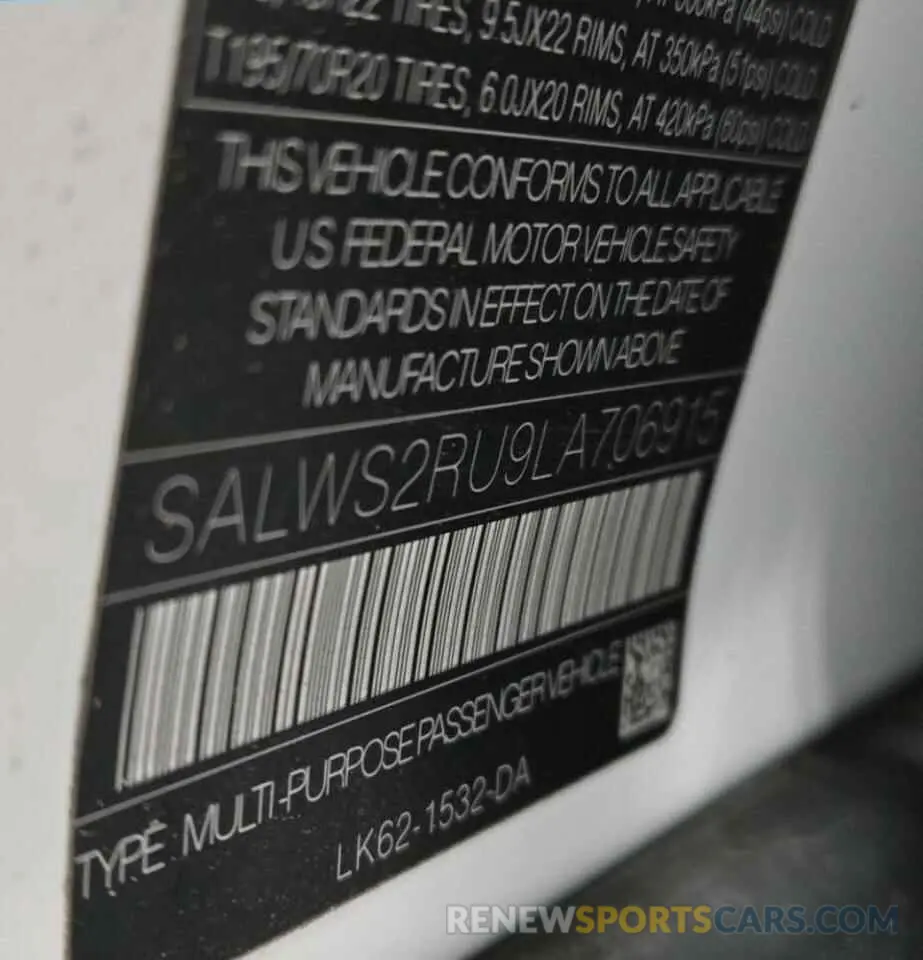 22 TIRES, 9.5JX22 RIMS, AT 350kPa (51psi) COLD
T195/70R20 TIRES, 6.0JX20 RIMS, AT 420kPa (60psi) COLD
THIS VEHICLE CONFORMS TO ALL APPLICABLE
US FEDERAL MOTOR VEHICLE SAFETY
STANDARDS IN EFFECT ON THE DATE OF
MANUFACTURE SHOWN ABOVE
SALWS2RU9LA706915
TYPE MULTI-PURPOSE PASSENGER VEHICLE
LK62-1532-DA
RENEWSPORTSCARS.COM